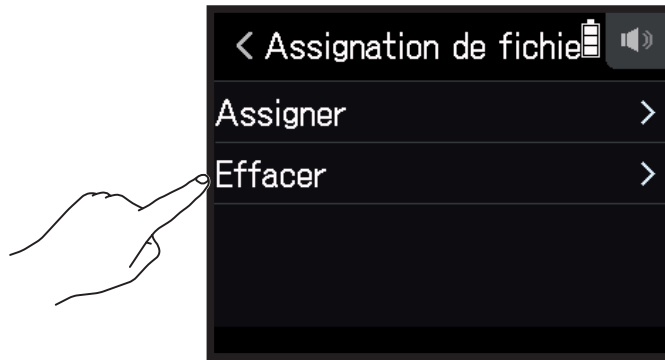 < Assignation de fichie
Assigner >
Effacer >